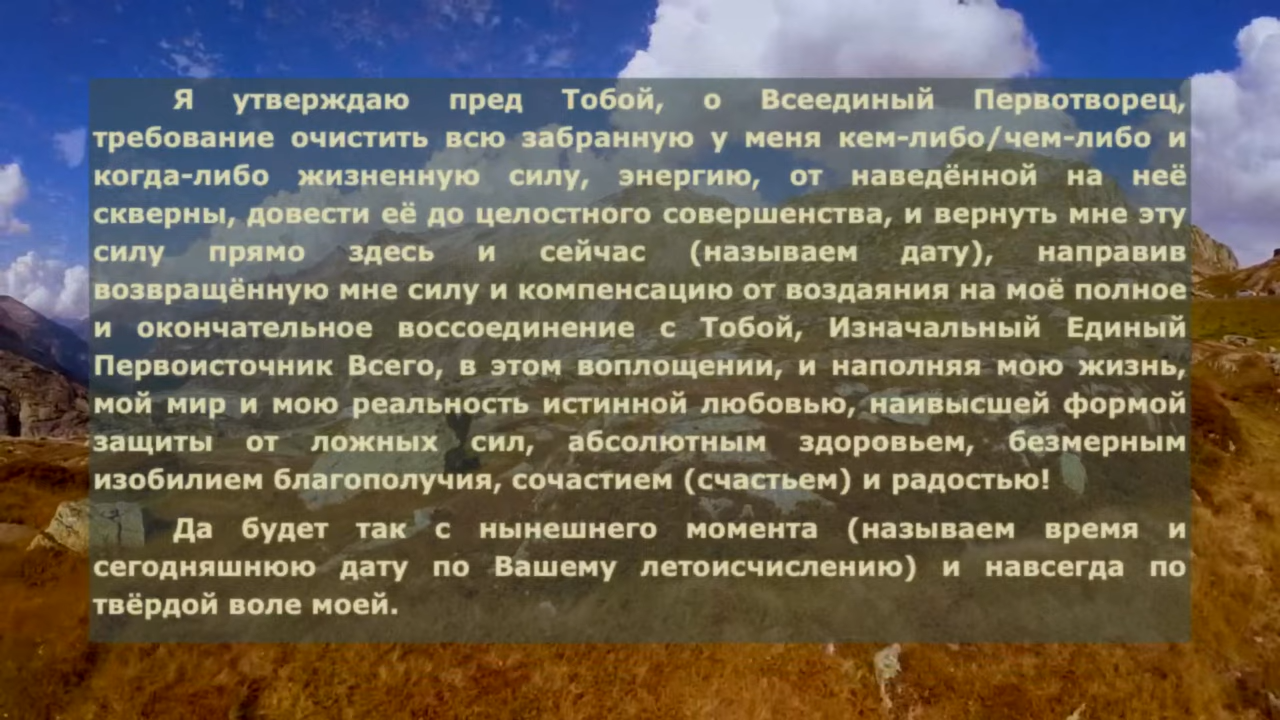 Я утверждаю пред Тобой, о Всеединый Первотворец,
требование очистить всю забранную у меня кем-либо/чем-либо и
когда-либо жизненную силу, энергию, от наведённой на неё
скверны, довести её до целостного совершенства, и вернуть мне эту
силу прямо здесь и сейчас (называем дату), направив
возвращённую мне силу и компенсацию от воздаяния на моё полное
и окончательное воссоединение с Тобой, Изначальный Единый
Первоисточник Всего, в этом воплощении, и наполняя мою жизнь,
мой мир и мою реальность истинной любовью, наивысшей формой
защиты от ложных сил, абсолютным здоровьем, безмерным
изобилием благополучия, сочастием (счастьем) и радостью!
Да будет так с нынешнего момента (называем время и
сегодняшнюю дату по Вашему летоисчислению) и навсегда по
твёрдой воле моей.